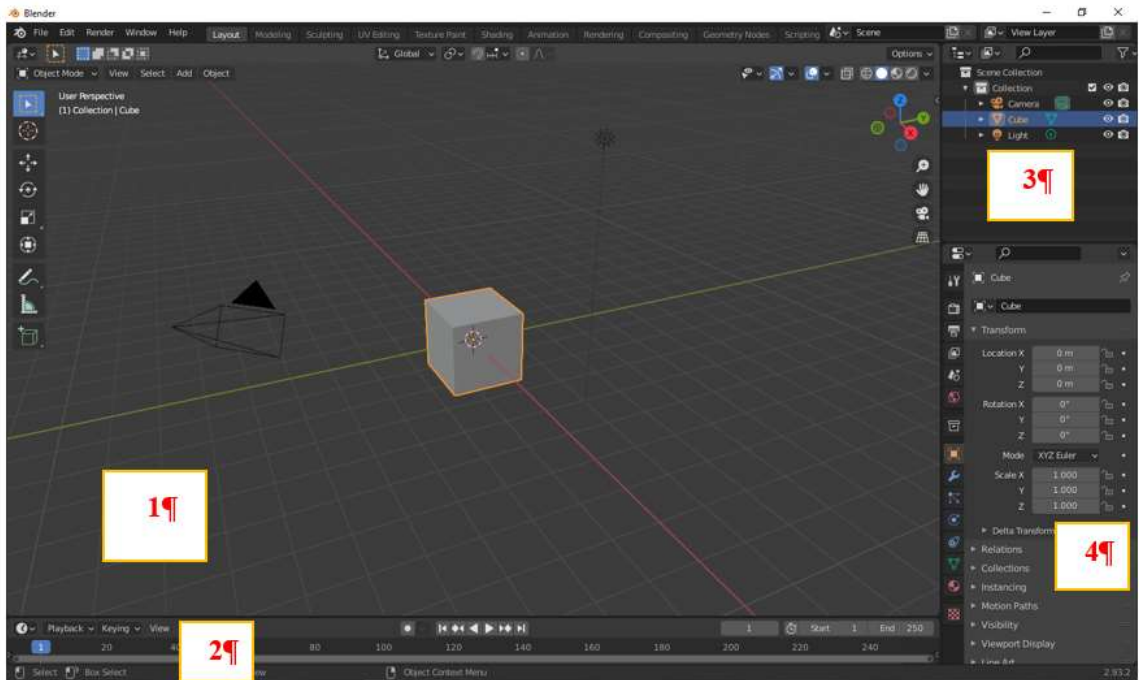 Blender
File Edit Render Window Help Layout Modeling Sculpting UV Editing Texture Paint Shading Animation Rendering Compositing Geometry Nodes Scripting Scene View Layer
Global Options
Object Mode View Select Add Object
User Perspective
(1) Collection | Cube
1¶
Playback Keying View 1 Start 1 End 250
1 20 80 100 120 140 160 180 200 220 240
2¶
Select Box Select Object Context Menu 2.93.2
Scene Collection
Collection
Camera
Cube
Light
3¶
Cube
Cube
Transform
Location X 0 m
Y 0 m
Z 0 m
Rotation X 0°
Y 0°
Z 0°
Mode XYZ Euler
Scale X 1.000
Y 1.000
Z 1.000
Delta Transform
4¶
Relations
Collections
Instancing
Motion Paths
Visibility
Viewport Display
Line Art
X
Y
Z